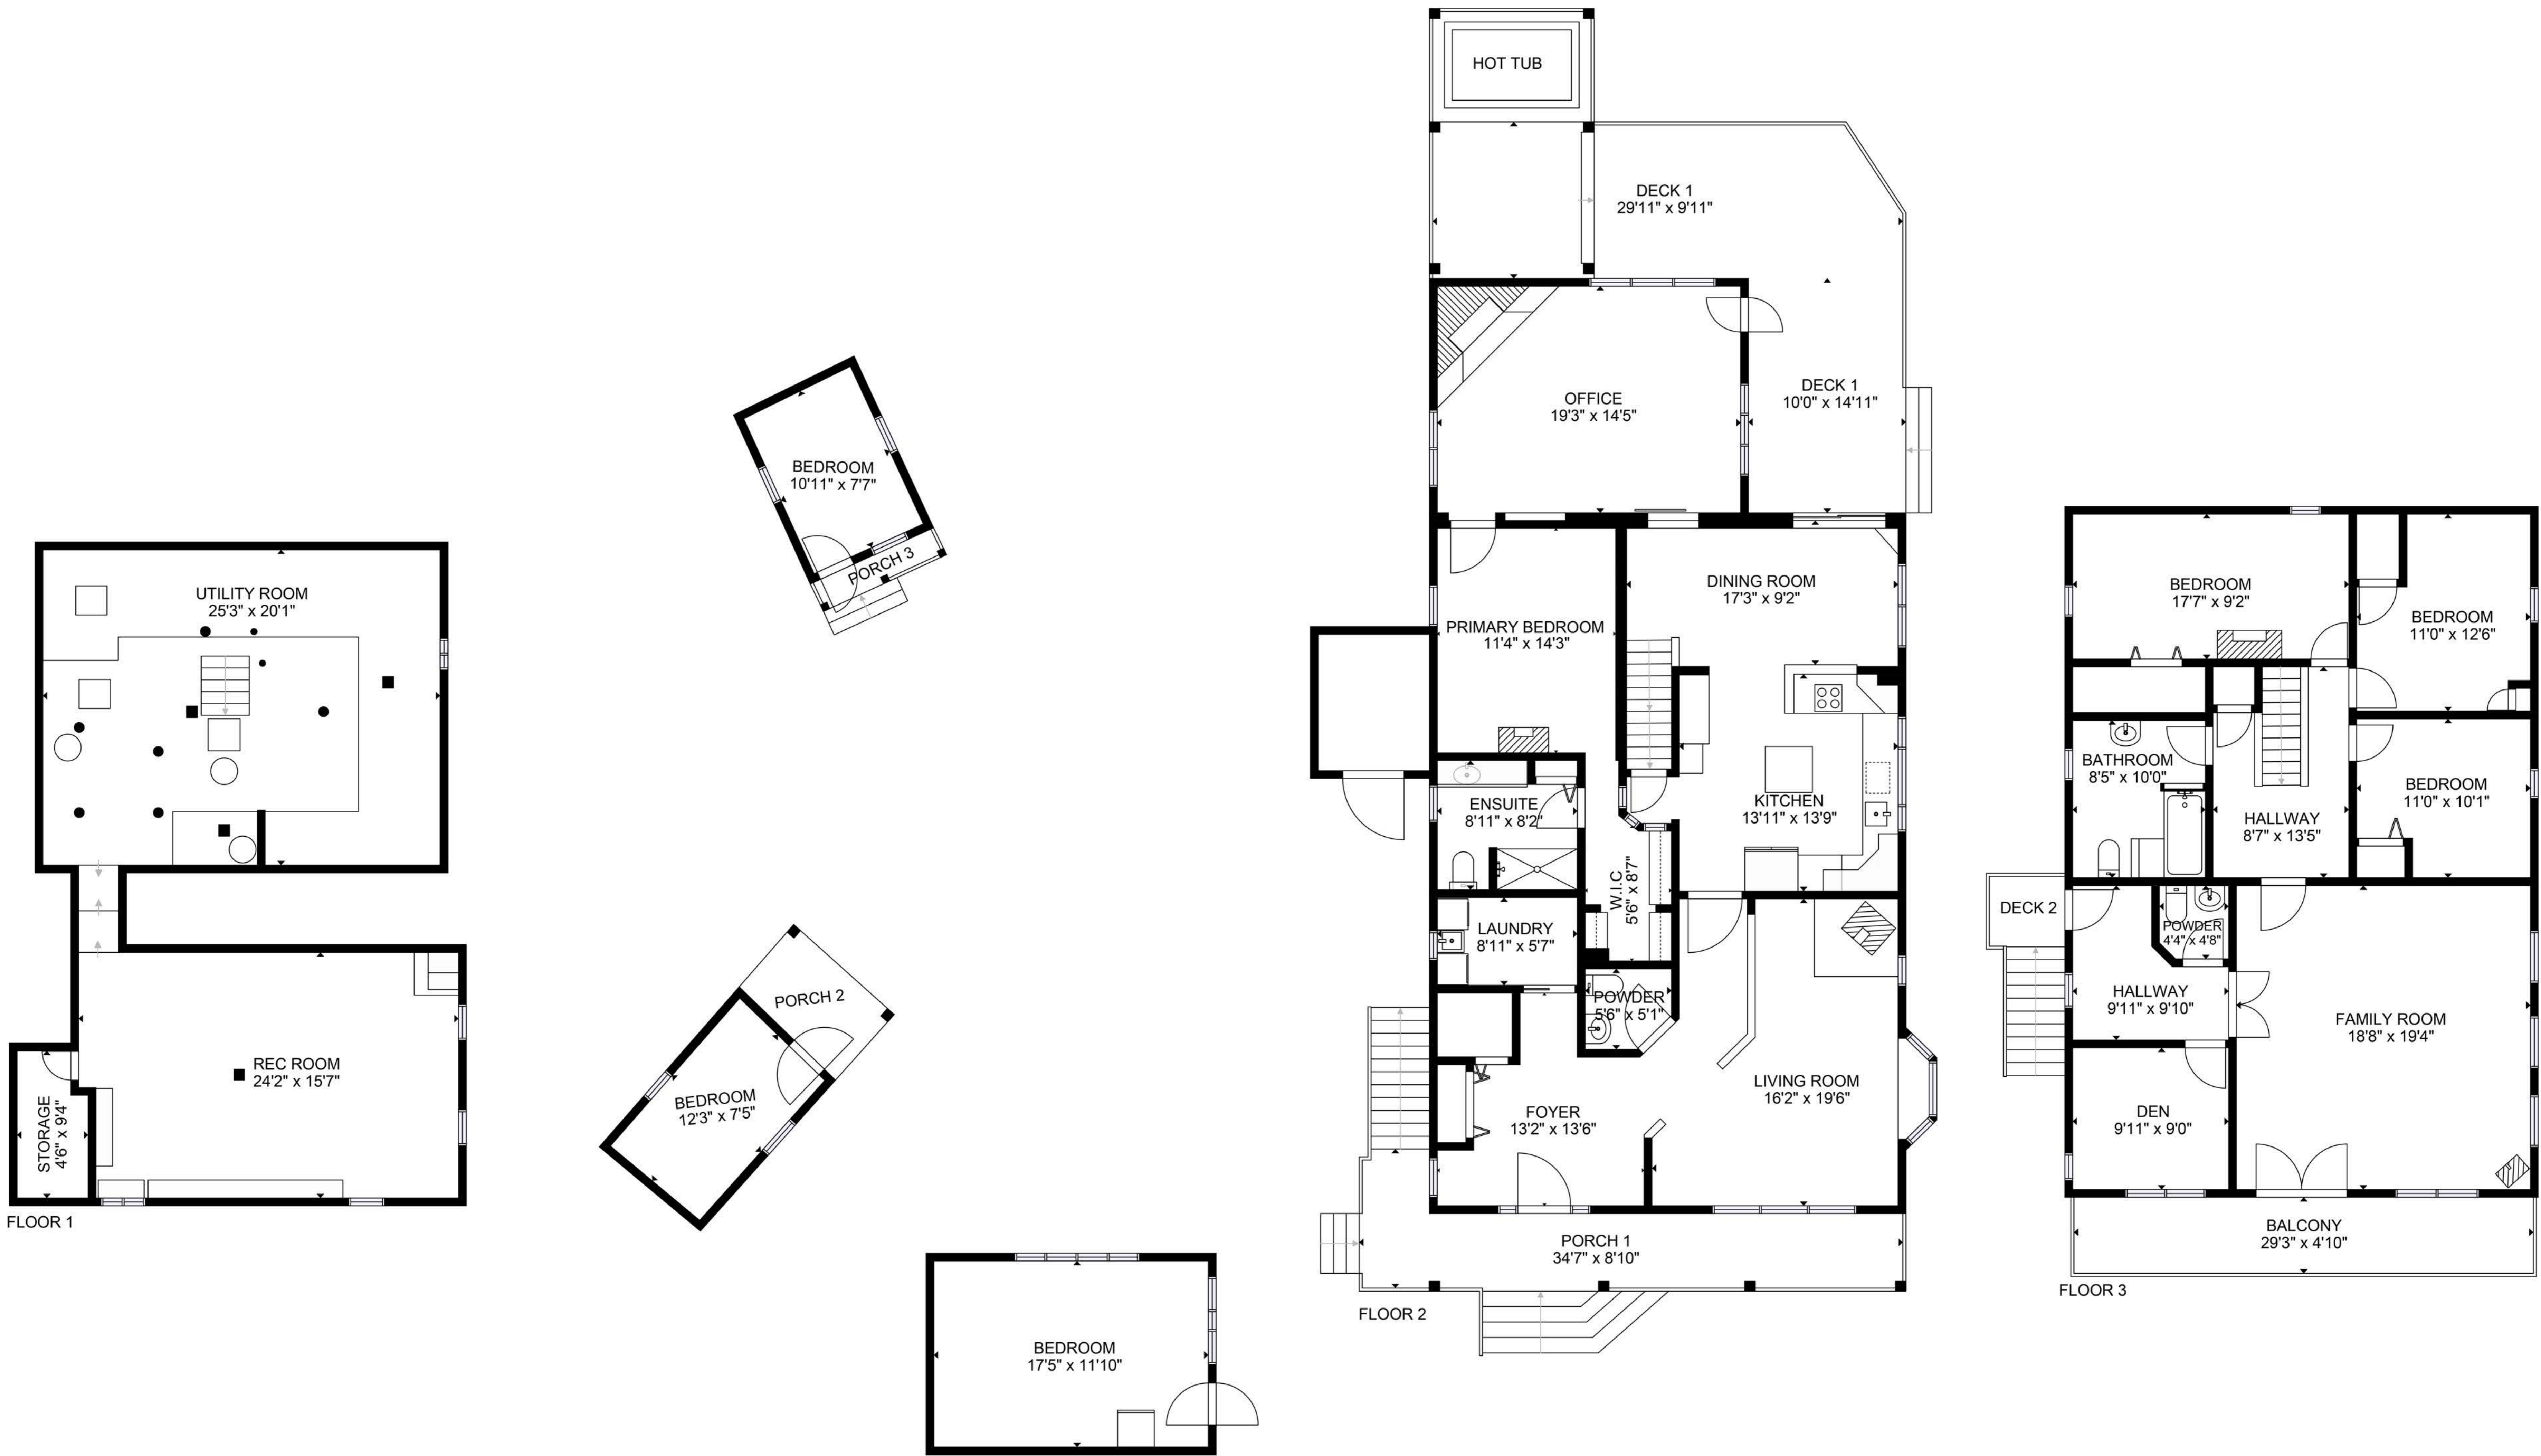 UTILITY ROOM
25'3" x 20'1"
REC ROOM
24'2" x 15'7"
STORAGE
4'6" x 9'4"
FLOOR 1
BEDROOM
10'11" x 7'7"
PORCH 3
PORCH 2
BEDROOM
12'3" x 7'5"
BEDROOM
17'5" x 11'10"
HOT TUB
DECK 1
29'11" x 9'11"
OFFICE
19'3" x 14'5"
DECK 1
10'0" x 14'11"
DINING ROOM
17'3" x 9'2"
PRIMARY BEDROOM
11'4" x 14'3"
ENSUITE
8'11" x 8'2"
KITCHEN
13'11" x 13'9"
W.I.C
5'6" x 8'7"
LAUNDRY
8'11" x 5'7"
POWDER
5'6" x 5'1"
LIVING ROOM
16'2" x 19'6"
FOYER
13'2" x 13'6"
PORCH 1
34'7" x 8'10"
FLOOR 2
BEDROOM
17'7" x 9'2"
BEDROOM
11'0" x 12'6"
BATHROOM
8'5" x 10'0"
BEDROOM
11'0" x 10'1"
HALLWAY
8'7" x 13'5"
DECK 2
POWDER
4'4" x 4'8"
HALLWAY
9'11" x 9'10"
FAMILY ROOM
18'8" x 19'4"
DEN
9'11" x 9'0"
BALCONY
29'3" x 4'10"
FLOOR 3